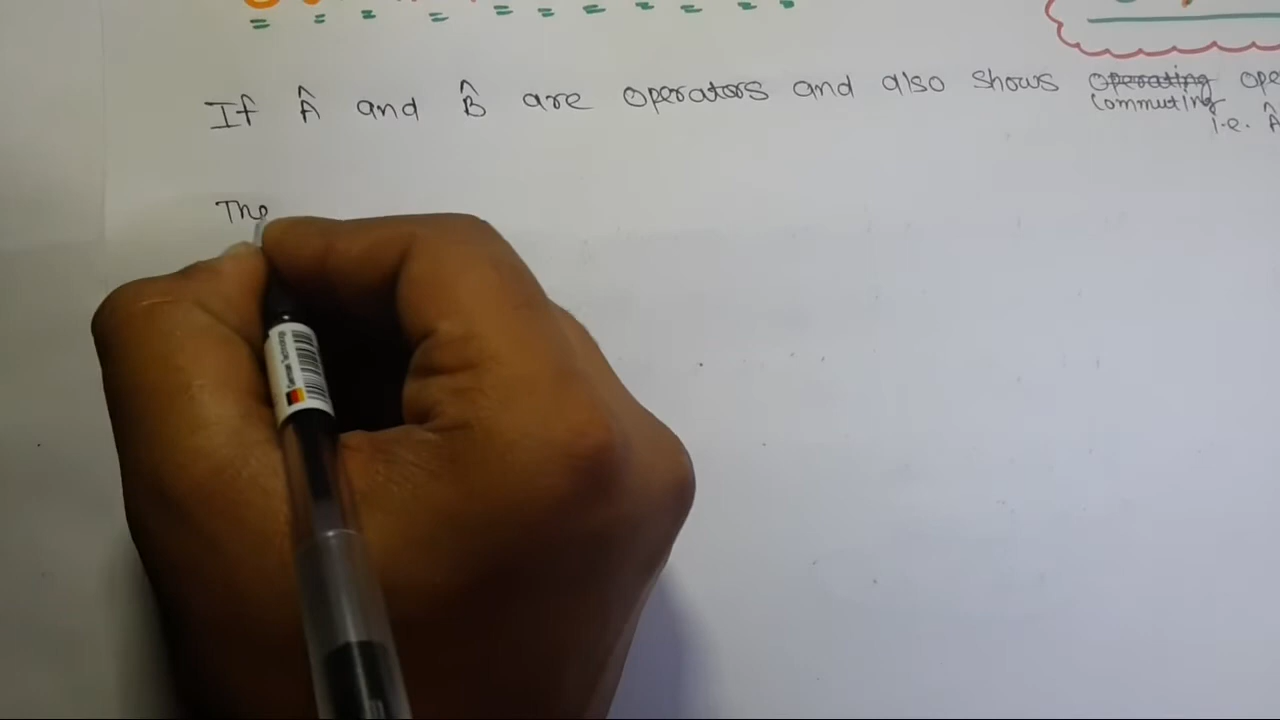 If Â and B̂ are operators and also shows operating ope
commuting
i.e. Â
The